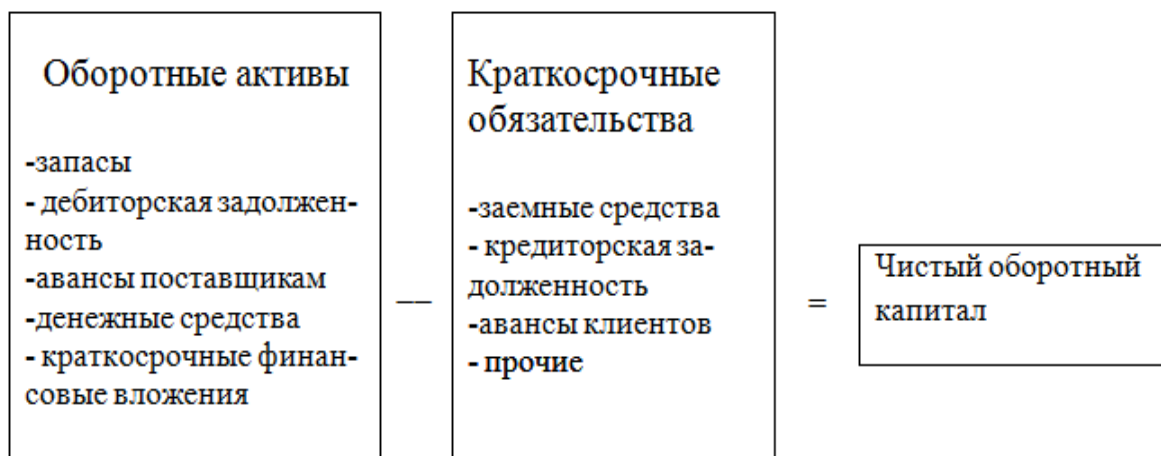 Оборотные активы
-запасы
- дебиторская задолжен-
ность
-авансы поставщикам
-денежные средства
- краткосрочные финан-
совые вложения
—
Краткосрочные
обязательства
-заемные средства
- кредиторская за-
долженность
-авансы клиентов
- прочие
=
Чистый оборотный
капитал